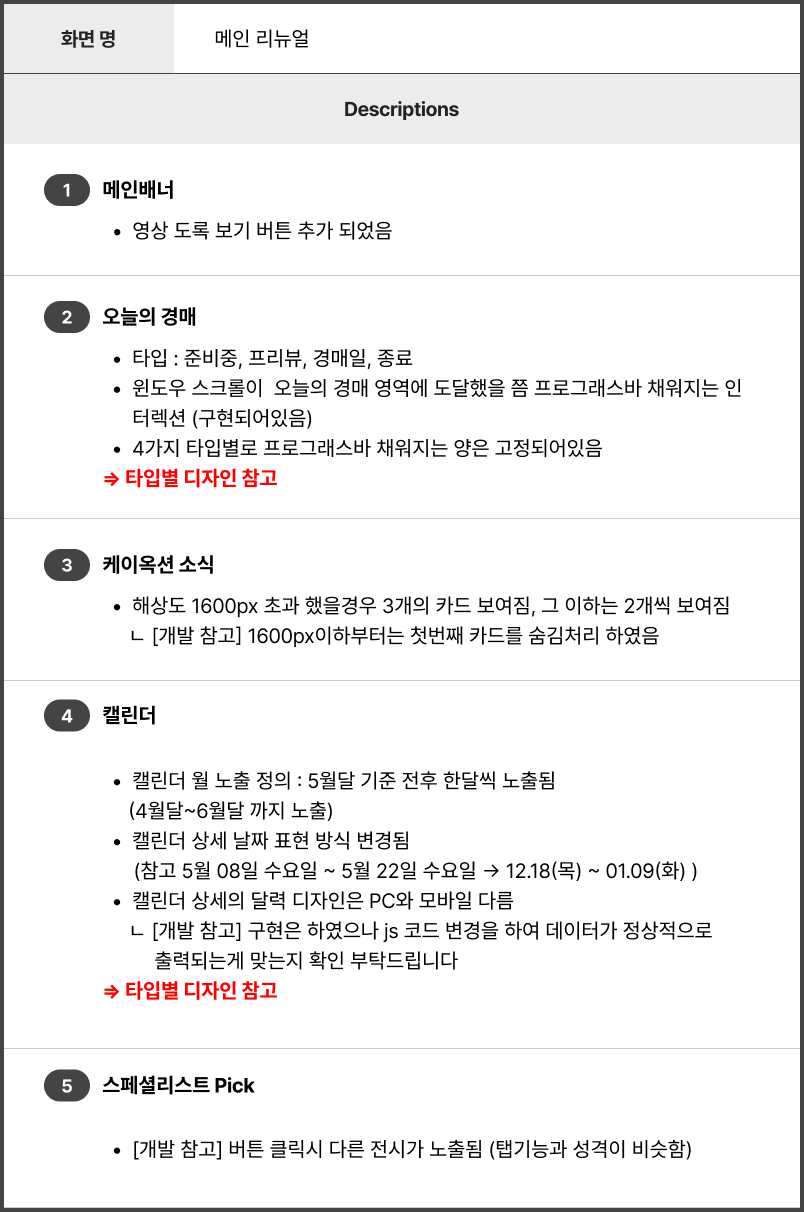 화면 명
메인 리뉴얼
Descriptions
1 메인배너
• 영상 도록 보기 버튼 추가 되었음
2 오늘의 경매
• 타입 : 준비중, 프리뷰, 경매일, 종료
• 윈도우 스크롤이  오늘의 경매 영역에 도달했을 쯤 프로그래스바 채워지는 인
터렉션 (구현되어있음)
• 4가지 타입별로 프로그래스바 채워지는 양은 고정되어있음
⇒ 타입별 디자인 참고
3 케이옥션 소식
• 해상도 1600px 초과 했을경우 3개의 카드 보여짐, 그 이하는 2개씩 보여짐
ㄴ [개발 참고] 1600px이하부터는 첫번째 카드를 숨김처리 하였음
4 캘린더
• 캘린더 월 노출 정의 : 5월달 기준 전후 한달씩 노출됨
(4월달~6월달 까지 노출)
• 캘린더 상세 날짜 표현 방식 변경됨
(참고 5월 08일 수요일 ~ 5월 22일 수요일 → 12.18(목) ~ 01.09(화) )
• 캘린더 상세의 달력 디자인은 PC와 모바일 다름
ㄴ [개발 참고] 구현은 하였으나 js 코드 변경을 하여 데이터가 정상적으로
출력되는게 맞는지 확인 부탁드립니다
⇒ 타입별 디자인 참고
5 스페셜리스트 Pick
• [개발 참고] 버튼 클릭시 다른 전시가 노출됨 (탭기능과 성격이 비슷함)